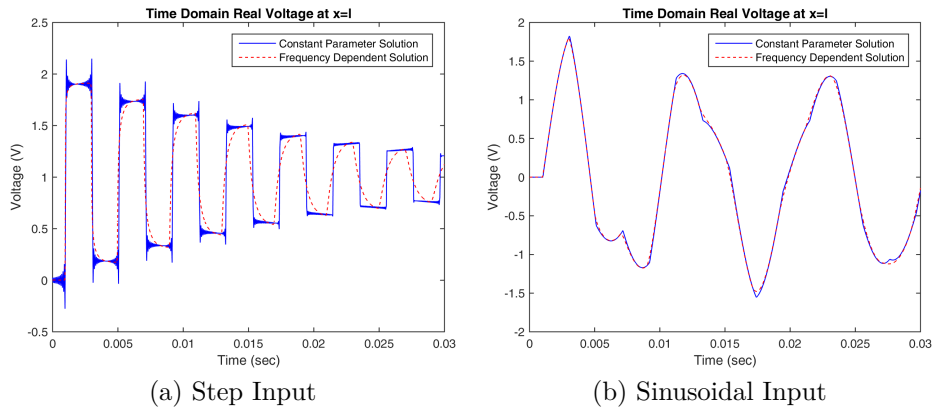 Time Domain Real Voltage at x=l
2.5
2
1.5
1
0.5
0
-0.5
Voltage (V)
Constant Parameter Solution
Frequency Dependent Solution
0
0.005
0.01
0.015
0.02
0.025
0.03
Time (sec)
(a) Step Input
Time Domain Real Voltage at x=l
2
1.5
1
0.5
0
-0.5
-1
-1.5
-2
Voltage (V)
Constant Parameter Solution
Frequency Dependent Solution
0
0.005
0.01
0.015
0.02
0.025
0.03
Time (sec)
(b) Sinusoidal Input